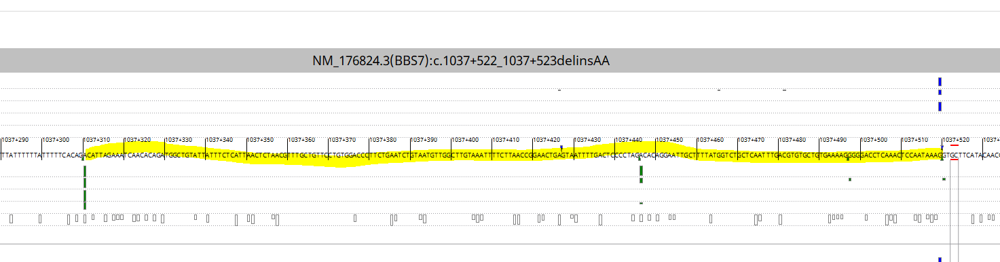 NM_176824.3(BBS7):c.1037+522_1037+523delinsAA
1037+290 1037+300 1037+310 1037+320 1037+330 1037+340 1037+350 1037+360 1037+370 1037+380 1037+390 1037+400 1037+410 1037+420 1037+430 1037+440 1037+450 1037+460 1037+470 1037+480 1037+490 1037+500 1037+510 1037+520 1037+
TTATTTTTTATTTTTCACAGACATTAGAAATCAACACAGATGGCTGTATTATTTCTCATTAACTCTAACGTTTGCTGTTCCTGTGGACCGTTCTGAATCTGTAATGTTGGCTTGTAAATTTTCTTAACCGGAACTGAGTAATTTTGACTCCCCTAGACACAGGAATTGCTTTTATGGTCTGCTCAATTTGACGTGTGCTGTGAAAAGGGGGACCTCAAACTCCAATAAAGGTGCTTCATACAAC